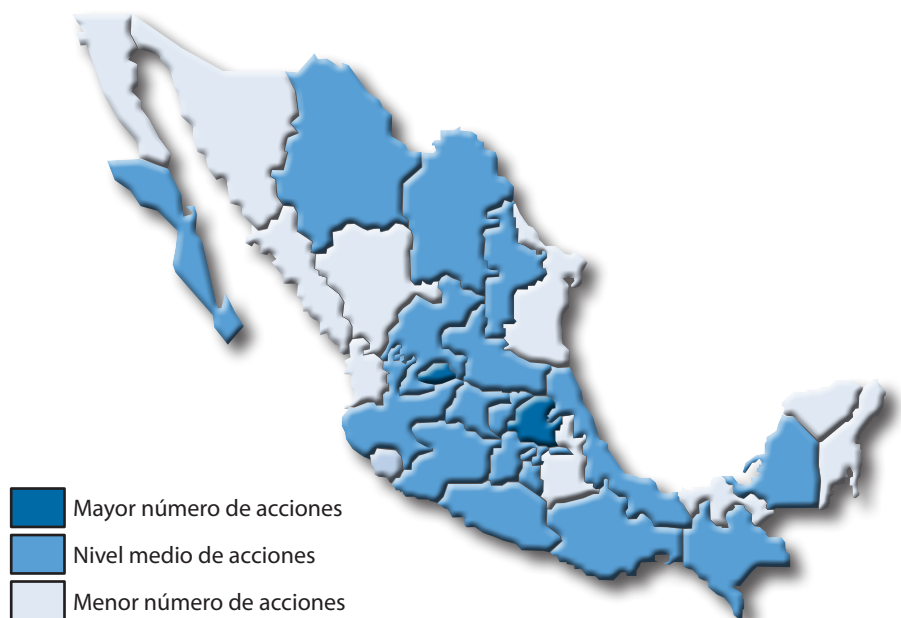 Mayor número de acciones
Nivel medio de acciones
Menor número de acciones